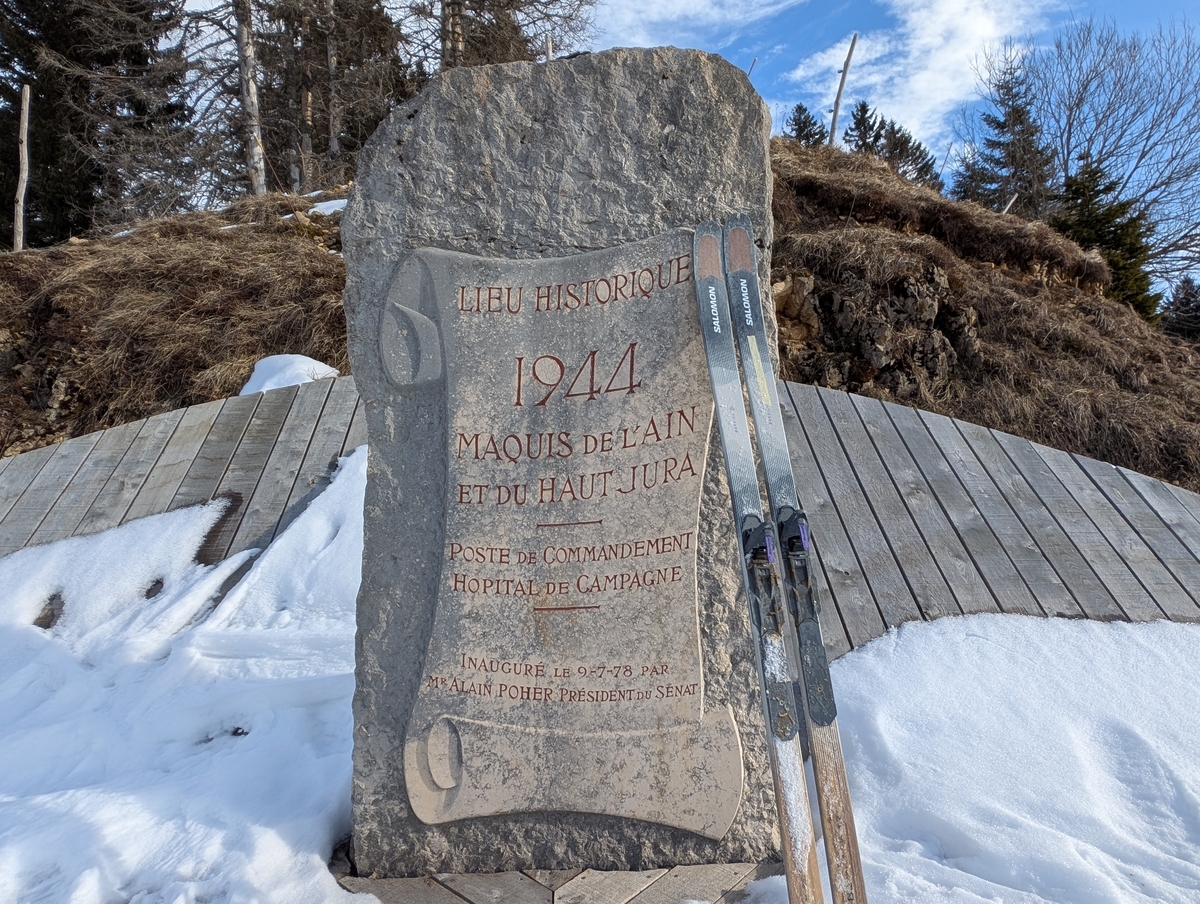 LIEU HISTORIQUE
1944
MAQUIS DE L'AIN
ET DU HAUT JURA
POSTE DE COMMANDEMENT
HOPITAL DE CAMPAGNE
INAUGURÉ LE 9-7-78 PAR
MR ALAIN POHER PRÉSIDENT DU SÉNAT
SALOMON
SALOMON